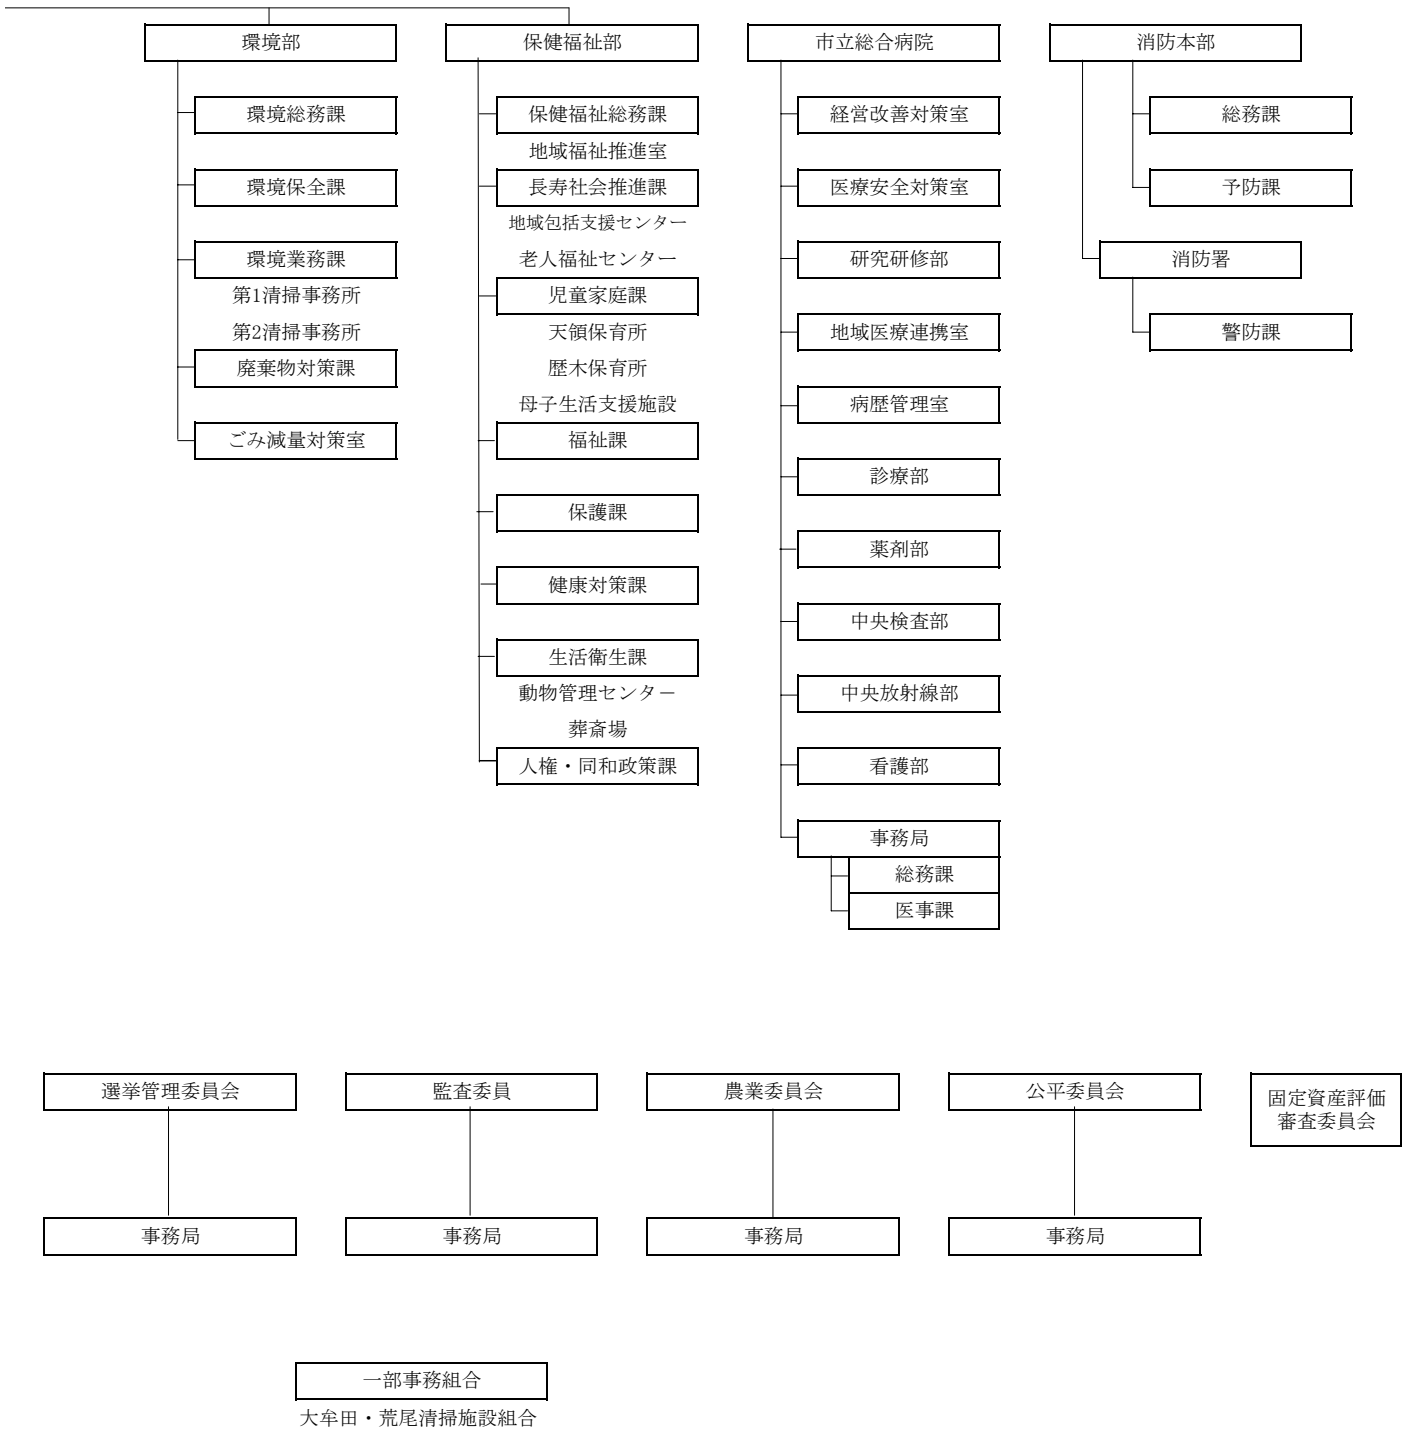 環境部
環境総務課
環境保全課
環境業務課
第1清掃事務所
第2清掃事務所
廃棄物対策課
ごみ減量対策室
保健福祉部
保健福祉総務課
地域福祉推進室
長寿社会推進課
地域包括支援センター
老人福祉センター
児童家庭課
天領保育所
歴木保育所
母子生活支援施設
福祉課
保護課
健康対策課
生活衛生課
動物管理センター
葬斎場
人権・同和政策課
市立総合病院
経営改善対策室
医療安全対策室
研究研修部
地域医療連携室
病歴管理室
診療部
薬剤部
中央検査部
中央放射線部
看護部
事務局
総務課
医事課
消防本部
総務課
予防課
消防署
警防課
選挙管理委員会
事務局
監査委員
事務局
農業委員会
事務局
公平委員会
事務局
固定資産評価
審査委員会
一部事務組合
大牟田・荒尾清掃施設組合